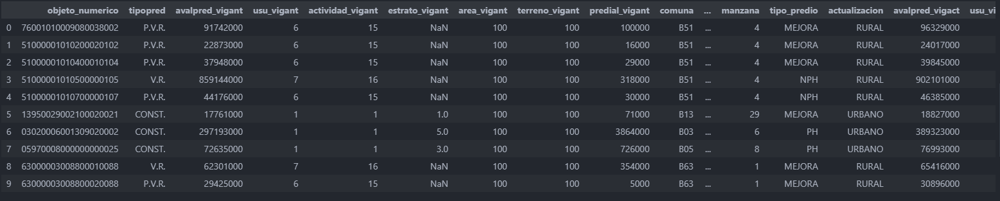 objeto_numerico tipopred avalpred_vigant usu_vigant actividad_vigant estrato_vigant area_vigant terreno_vigant predial_vigant comuna ... manzana tipo_predio actualizacion avalpred_vigact usu_vi
0 76001010009080038002 P.V.R. 91742000 6 15 NaN 100 100 100000 B51 ... 4 MEJORA RURAL 96329000
1 51000001010200020102 P.V.R. 22873000 6 15 NaN 100 100 16000 B51 ... 4 MEJORA RURAL 24017000
2 51000001010400010104 P.V.R. 37948000 6 15 NaN 100 100 29000 B51 ... 4 MEJORA RURAL 39845000
3 51000001010500000105 V.R. 859144000 7 16 NaN 100 100 318000 B51 ... 4 NPH RURAL 902101000
4 51000001010700000107 P.V.R. 44176000 6 15 NaN 100 100 30000 B51 ... 4 NPH RURAL 46385000
5 13950029002100020021 CONST. 17761000 1 1 1.0 100 100 71000 B13 ... 29 MEJORA URBANO 18827000
6 03020006001309020002 CONST. 297193000 1 1 5.0 100 100 3864000 B03 ... 6 PH URBANO 389323000
7 05970008000000000025 CONST. 72635000 1 1 3.0 100 100 726000 B05 ... 8 PH URBANO 76993000
8 63000003008800010088 V.R. 62301000 7 16 NaN 100 100 354000 B63 ... 1 MEJORA RURAL 65416000
9 63000003008800020088 P.V.R. 29425000 6 15 NaN 100 100 5000 B63 ... 1 MEJORA RURAL 30896000